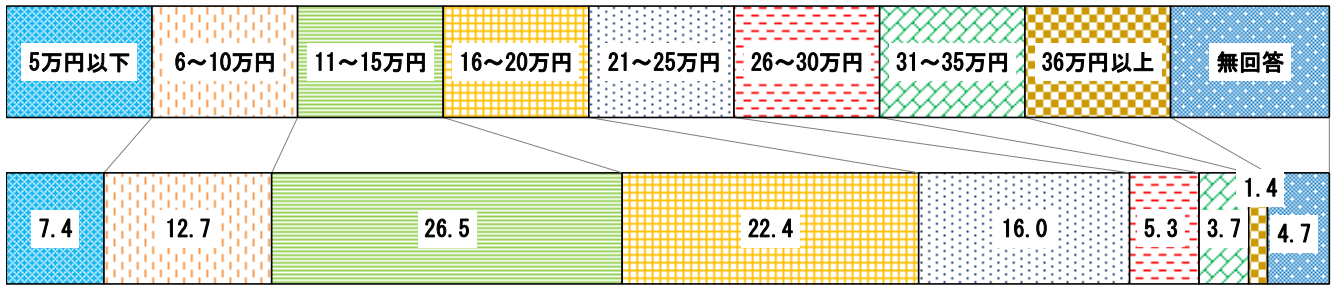 5万円以下 6～10万円 11～15万円 16～20万円 21～25万円 26～30万円 31～35万円 36万円以上 無回答
7.4 12.7 26.5 22.4 16.0 5.3 3.7 1.4 4.7